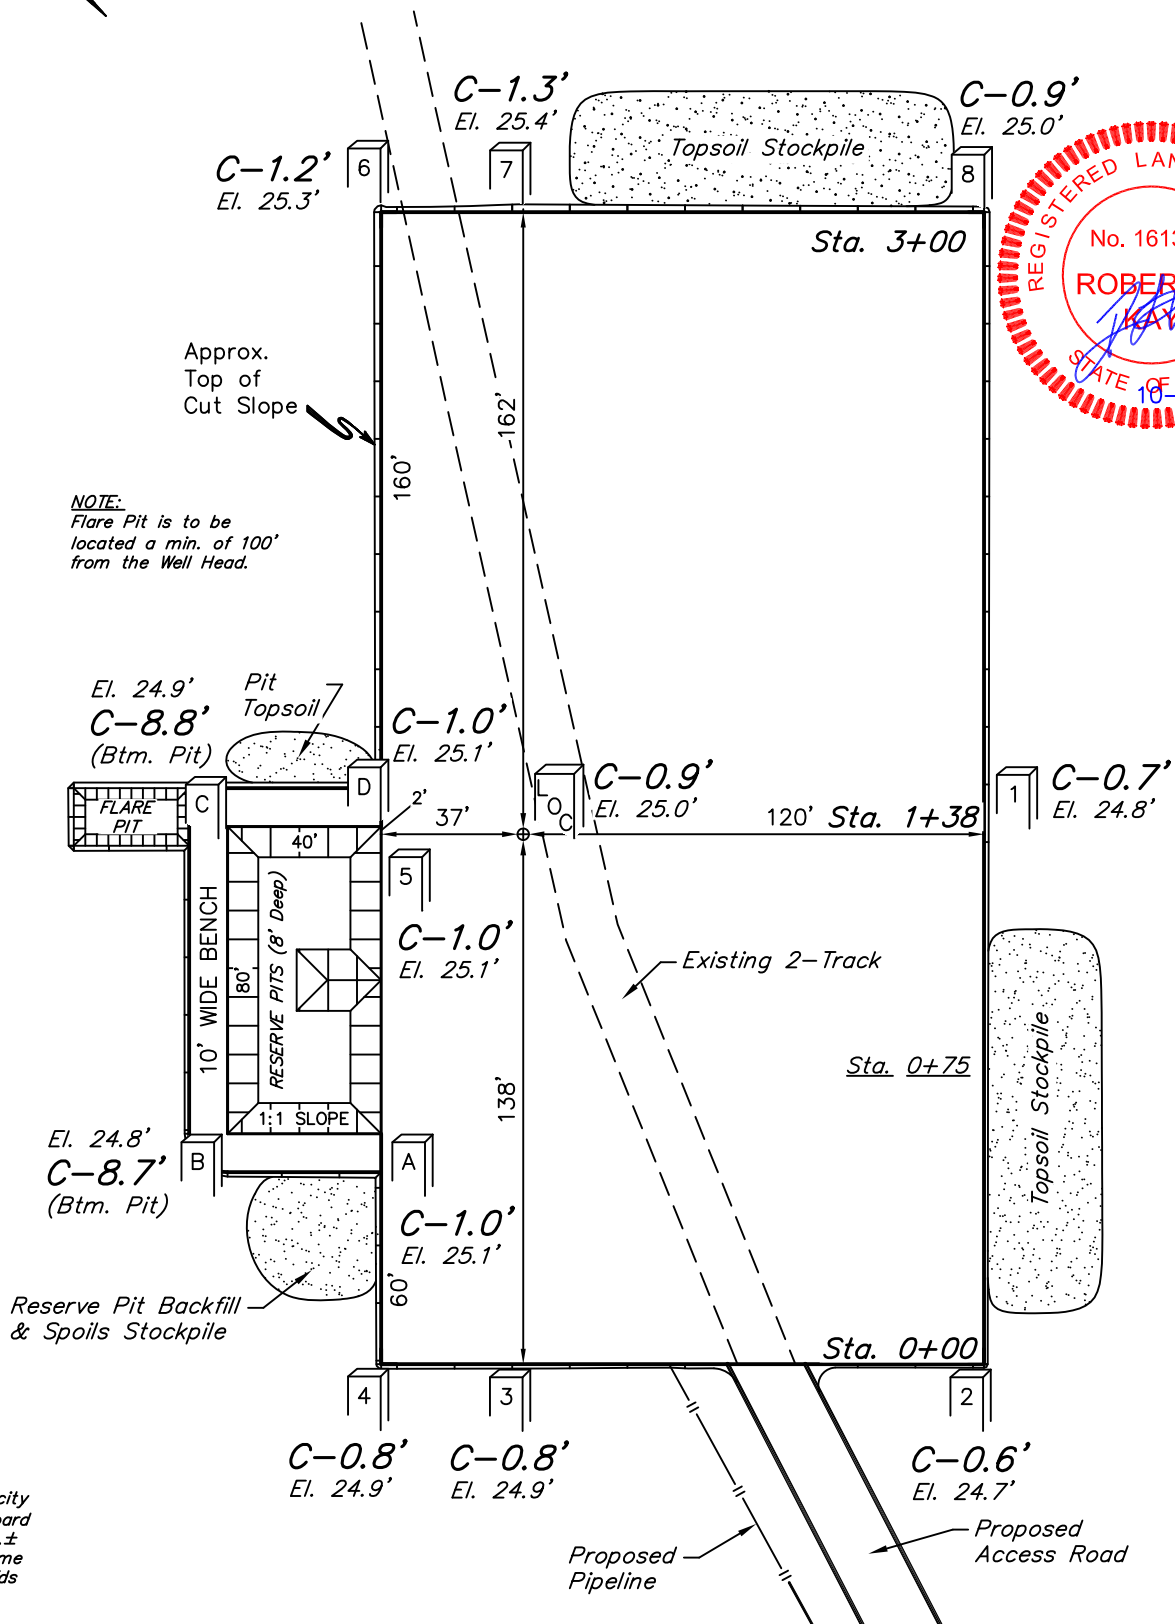 C-1.3'
El. 25.4'
C-0.9'
El. 25.0'
Topsoil Stockpile
6
7
8
C-1.2'
El. 25.3'
REGISTERED
No.
STATE OF
Sta. 3+00
Approx.
Top of
Cut Slope
162'
160'
NOTE:
Flare Pit is to be
located a min. of 100'
from the Well Head.
El. 24.9'
C-8.8'
(Btm. Pit)
Pit
Topsoil
C-1.0'
El. 25.1'
D
C
FLARE
PIT
2'
37'
LOC
C-0.9'
El. 25.0'
120'
Sta. 1+38
1
C-0.7'
El. 24.8'
40'
5
C-1.0'
El. 25.1'
10' WIDE BENCH
80'
RESERVE PITS (8' Deep)
1:1 SLOPE
Existing 2-Track
138'
Sta. 0+75
Topsoil Stockpile
El. 24.8'
C-8.7'
(Btm. Pit)
B
A
C-1.0'
El. 25.1'
60'
Reserve Pit Backfill
& Spoils Stockpile
Sta. 0+00
4
3
2
C-0.8'
El. 24.9'
C-0.8'
El. 24.9'
C-0.6'
El. 24.7'
Proposed
Pipeline
Proposed
Access Road